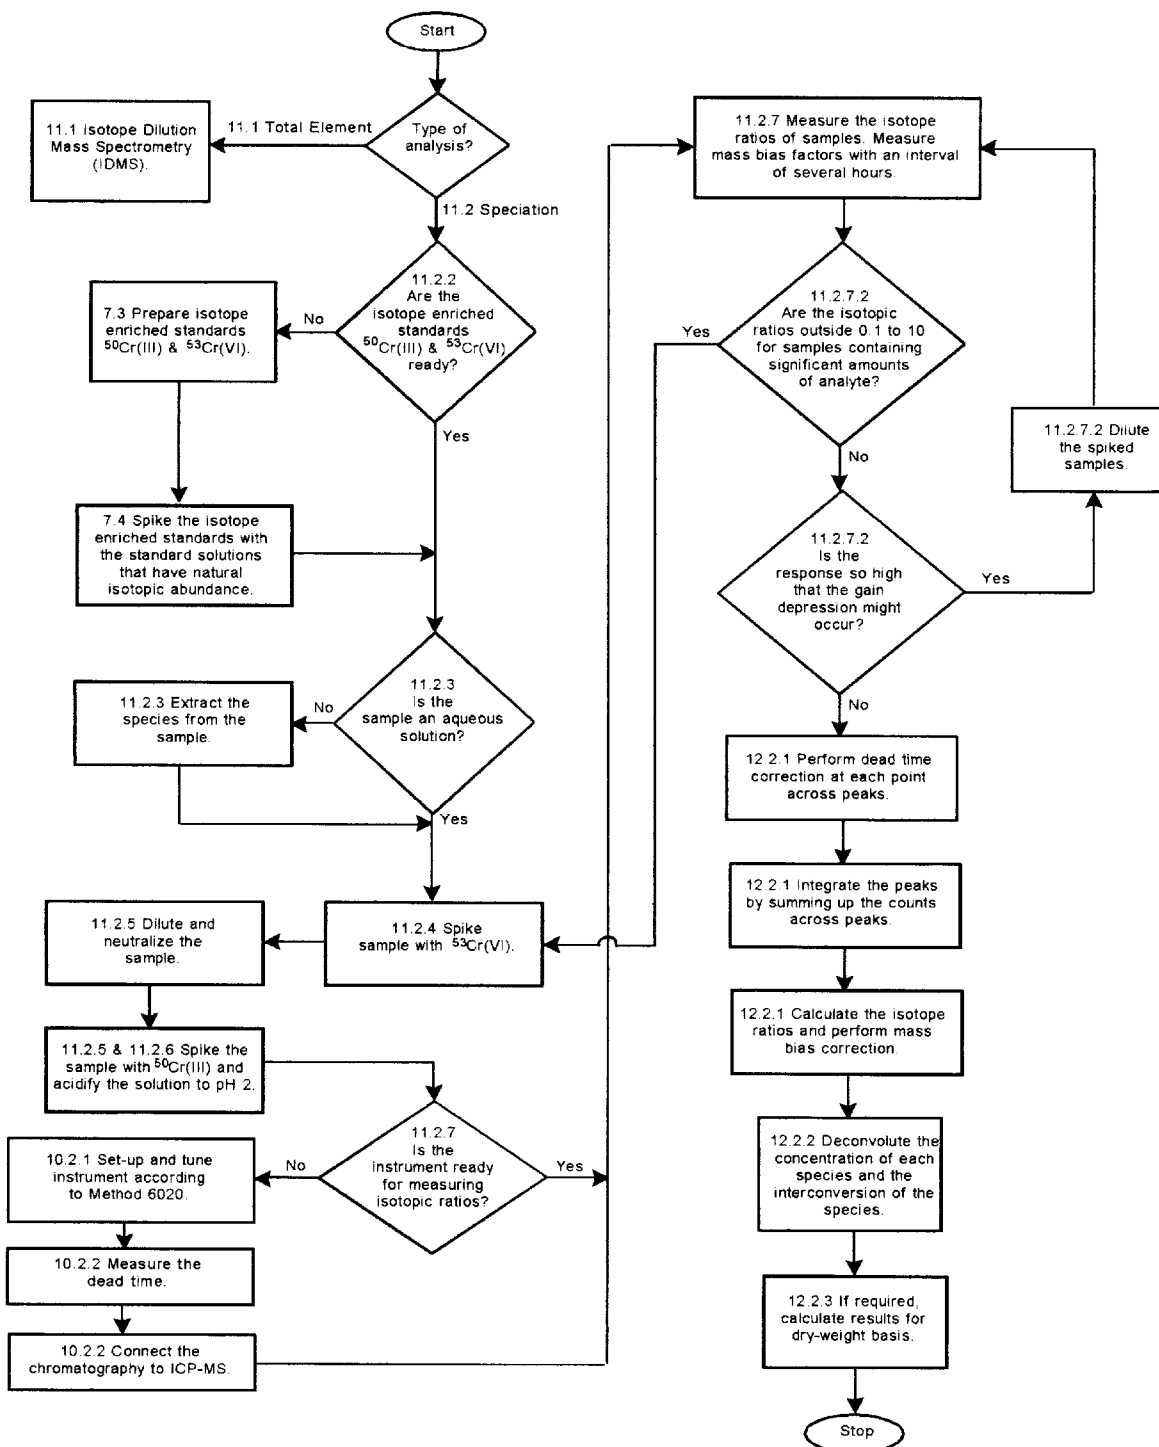 Start
Type of
analysis?
11.1 Total Element
11.1 Isotope Dilution
Mass Spectrometry
(IDMS).
11.2 Speciation
11.2.2
Are the
isotope enriched
standards
50Cr(III) & 53Cr(VI)
ready?
No
7.3 Prepare isotope
enriched standards
50Cr(III) & 53Cr(VI).
7.4 Spike the isotope
enriched standards with
the standard solutions
that have natural
isotopic abundance.
Yes
11.2.3
Is the
sample an aqueous
solution?
No
11.2.3 Extract the
species from the
sample.
Yes
11.2.4 Spike
sample with 53Cr(VI).
11.2.5 Dilute and
neutralize the
sample.
11.2.5 & 11.2.6 Spike the
sample with 50Cr(III) and
acidify the solution to pH 2.
11.2.7
Is the
instrument ready
for measuring
isotopic ratios?
No
10.2.1 Set-up and tune
instrument according
to Method 6020.
10.2.2 Measure the
dead time.
10.2.2 Connect the
chromatography to ICP-MS.
Yes
11.2.7 Measure the isotope
ratios of samples. Measure
mass bias factors with an interval
of several hours.
11.2.7.2
Are the isotopic
ratios outside 0.1 to 10
for samples containing
significant amounts
of analyte?
Yes
No
11.2.7.2
Is the
response so high
that the gain
depression might
occur?
Yes
11.2.7.2 Dilute
the spiked
samples.
No
12.2.1 Perform dead time
correction at each point
across peaks.
12.2.1 Integrate the peaks
by summing up the counts
across peaks.
12.2.1 Calculate the isotope
ratios and perform mass
bias correction.
12.2.2 Deconvolute the
concentration of each
species and the
interconversion of the
species.
12.2.3 If required,
calculate results for
dry-weight basis.
Stop